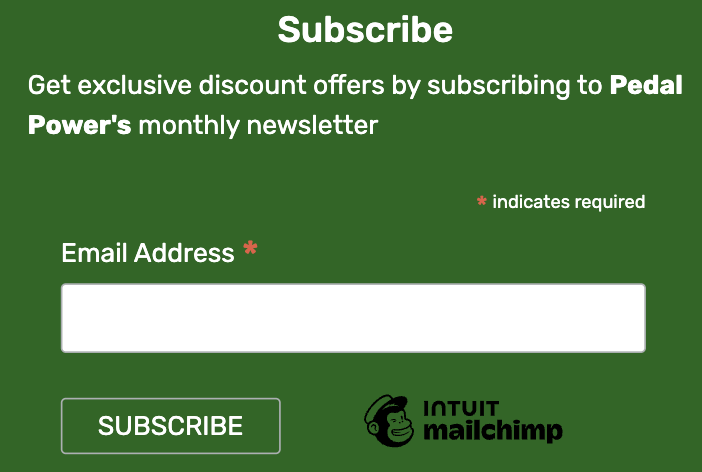 Subscribe
Get exclusive discount offers by subscribing to Pedal
Power's monthly newsletter
* indicates required
Email Address *
SUBSCRIBE
INTUIT
mailchimp